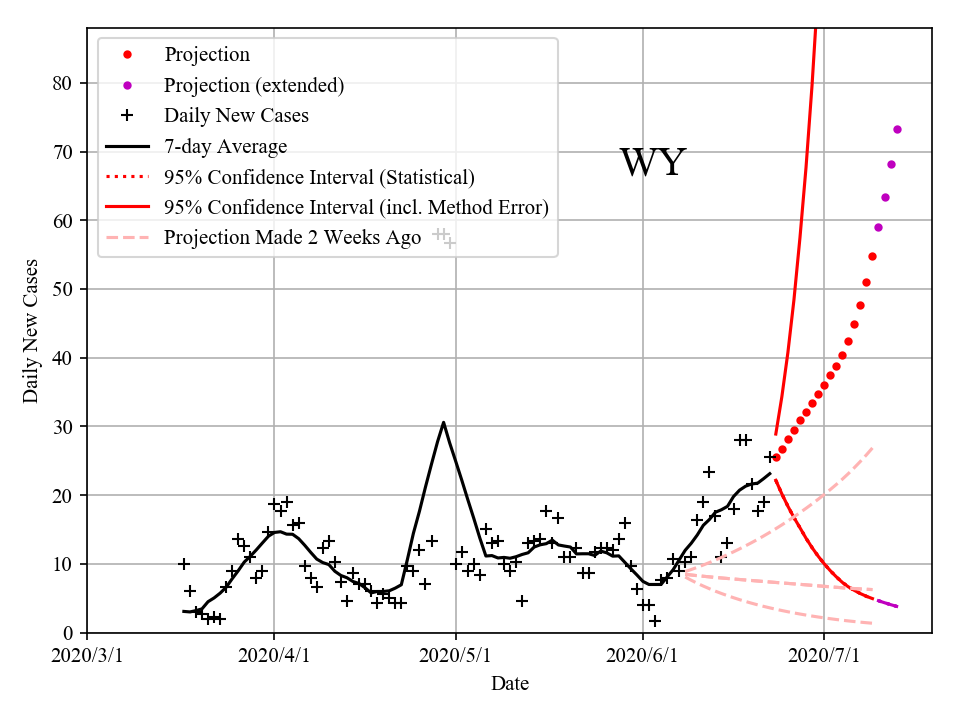 Projection
Projection (extended)
Daily New Cases
7-day Average
95% Confidence Interval (Statistical)
95% Confidence Interval (incl. Method Error)
Projection Made 2 Weeks Ago
WY
80
70
60
50
40
30
20
10
0
Daily New Cases
2020/3/1 2020/4/1 2020/5/1 2020/6/1 2020/7/1
Date